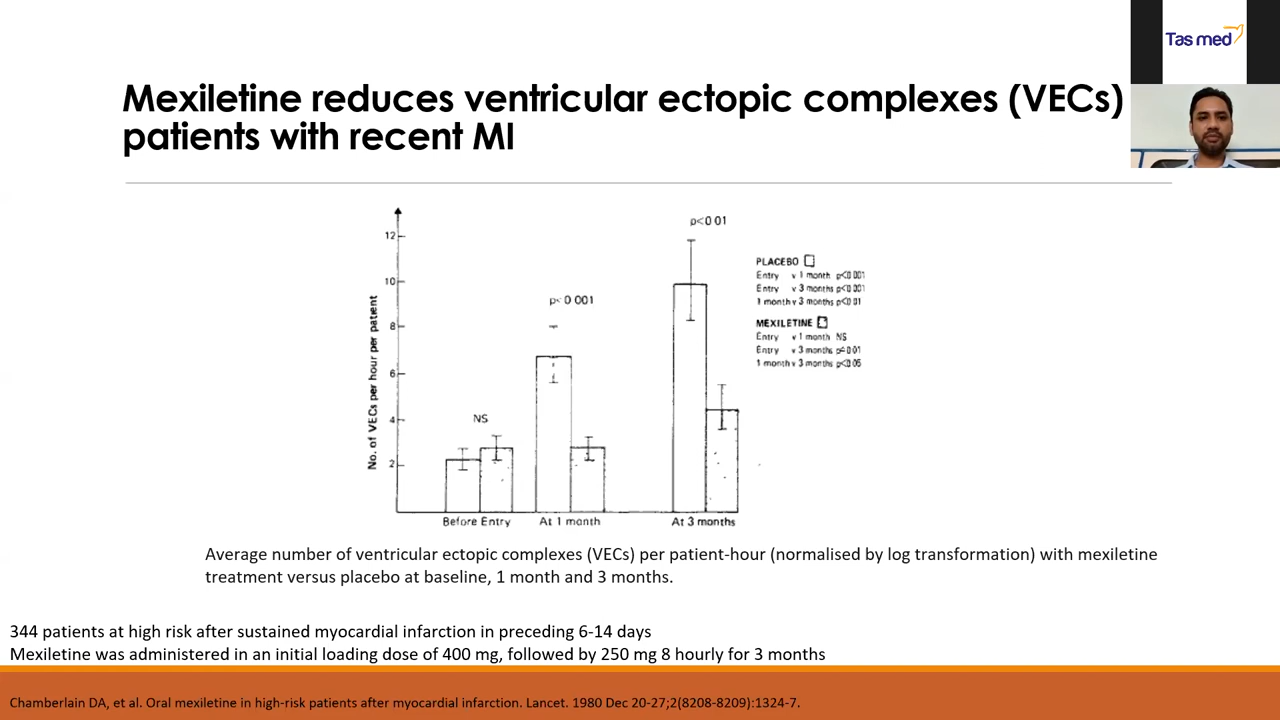 Tas med
Mexiletine reduces ventricular ectopic complexes (VECs)
patients with recent MI
No. of VECs per hour per patient
12
10
8
6
4
2
NS
p<0 001
p<0 01
Before Entry
At 1 month
At 3 months
PLACEBO
Entry v 1 month p<0 001
Entry v 3 months p<0 001
1 month v 3 months p<0 01
MEXILETINE
Entry v 1 month NS
Entry v 3 months p<0 01
1 month v 3 months p<0 05
Average number of ventricular ectopic complexes (VECs) per patient-hour (normalised by log transformation) with mexiletine
treatment versus placebo at baseline, 1 month and 3 months.
344 patients at high risk after sustained myocardial infarction in preceding 6-14 days
Mexiletine was administered in an initial loading dose of 400 mg, followed by 250 mg 8 hourly for 3 months
Chamberlain DA, et al. Oral mexiletine in high-risk patients after myocardial infarction. Lancet. 1980 Dec 20-27;2(8208-8209):1324-7.